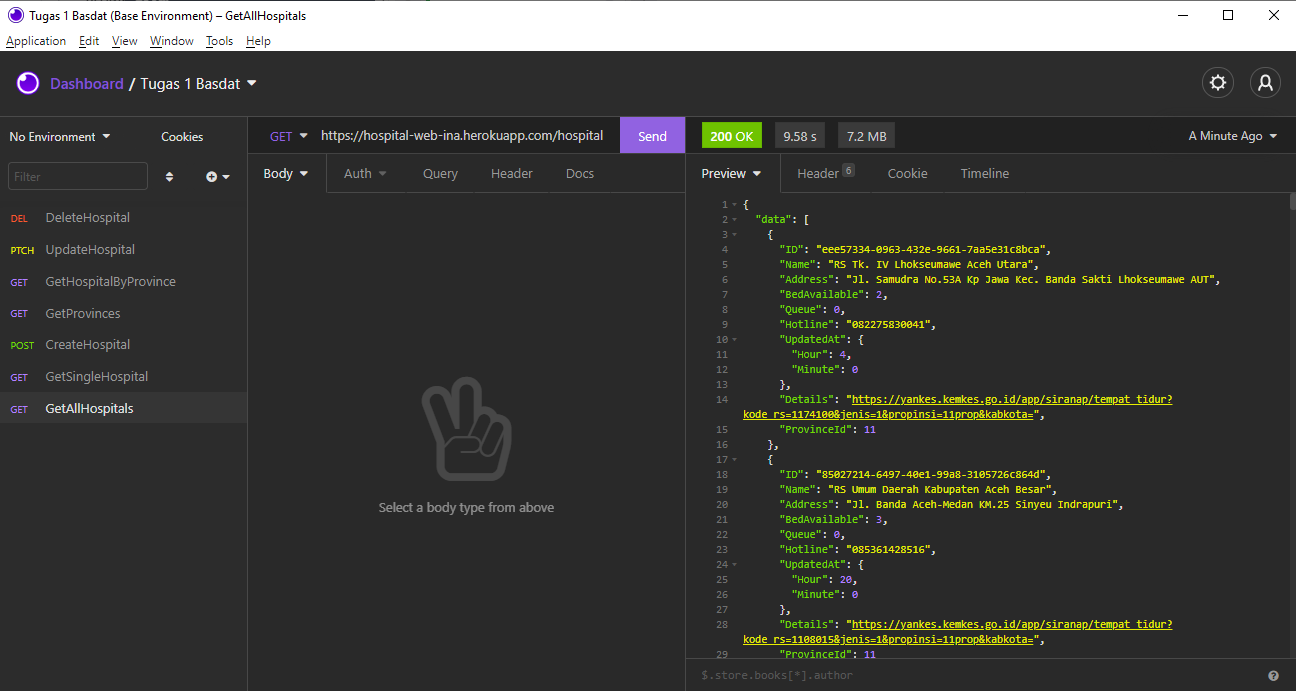 Tugas 1 Basdat (Base Environment) – GetAllHospitals
Application Edit View Window Tools Help
Dashboard / Tugas 1 Basdat
No Environment Cookies
Filter
DEL DeleteHospital
PTCH UpdateHospital
GET GetHospitalByProvince
GET GetProvinces
POST CreateHospital
GET GetSingleHospital
GET GetAllHospitals
GET https://hospital-web-ina.herokuapp.com/hospital Send
Body Auth Query Header Docs
Select a body type from above
200 OK 9.58 s 7.2 MB A Minute Ago
Preview Header 6 Cookie Timeline
1 {
2 "data": [
3 {
4 "ID": "eee57334-0963-432e-9661-7aa5e31c8bca",
5 "Name": "RS Tk. IV Lhokseumawe Aceh Utara",
6 "Address": "Jl. Samudra No.53A Kp Jawa Kec. Banda Sakti Lhokseumawe AUT",
7 "BedAvailable": 2,
8 "Queue": 0,
9 "Hotline": "082275830041",
10 "UpdatedAt": {
11 "Hour": 4,
12 "Minute": 0
13 },
14 "Details": "https://yankes.kemkes.go.id/app/siranap/tempat_tidur?
kode_rs=1174100&jenis=1&propinsi=11prop&kabkota=",
15 "ProvinceId": 11
16 },
17 {
18 "ID": "85027214-6497-40e1-99a8-3105726c864d",
19 "Name": "RS Umum Daerah Kabupaten Aceh Besar",
20 "Address": "Jl. Banda Aceh-Medan KM.25 Sinyeu Indrapuri",
21 "BedAvailable": 3,
22 "Queue": 0,
23 "Hotline": "085361428516",
24 "UpdatedAt": {
25 "Hour": 20,
26 "Minute": 0
27 },
28 "Details": "https://yankes.kemkes.go.id/app/siranap/tempat_tidur?
kode_rs=1108015&jenis=1&propinsi=11prop&kabkota=",
29 "ProvinceId": 11
$.store.books[*].author